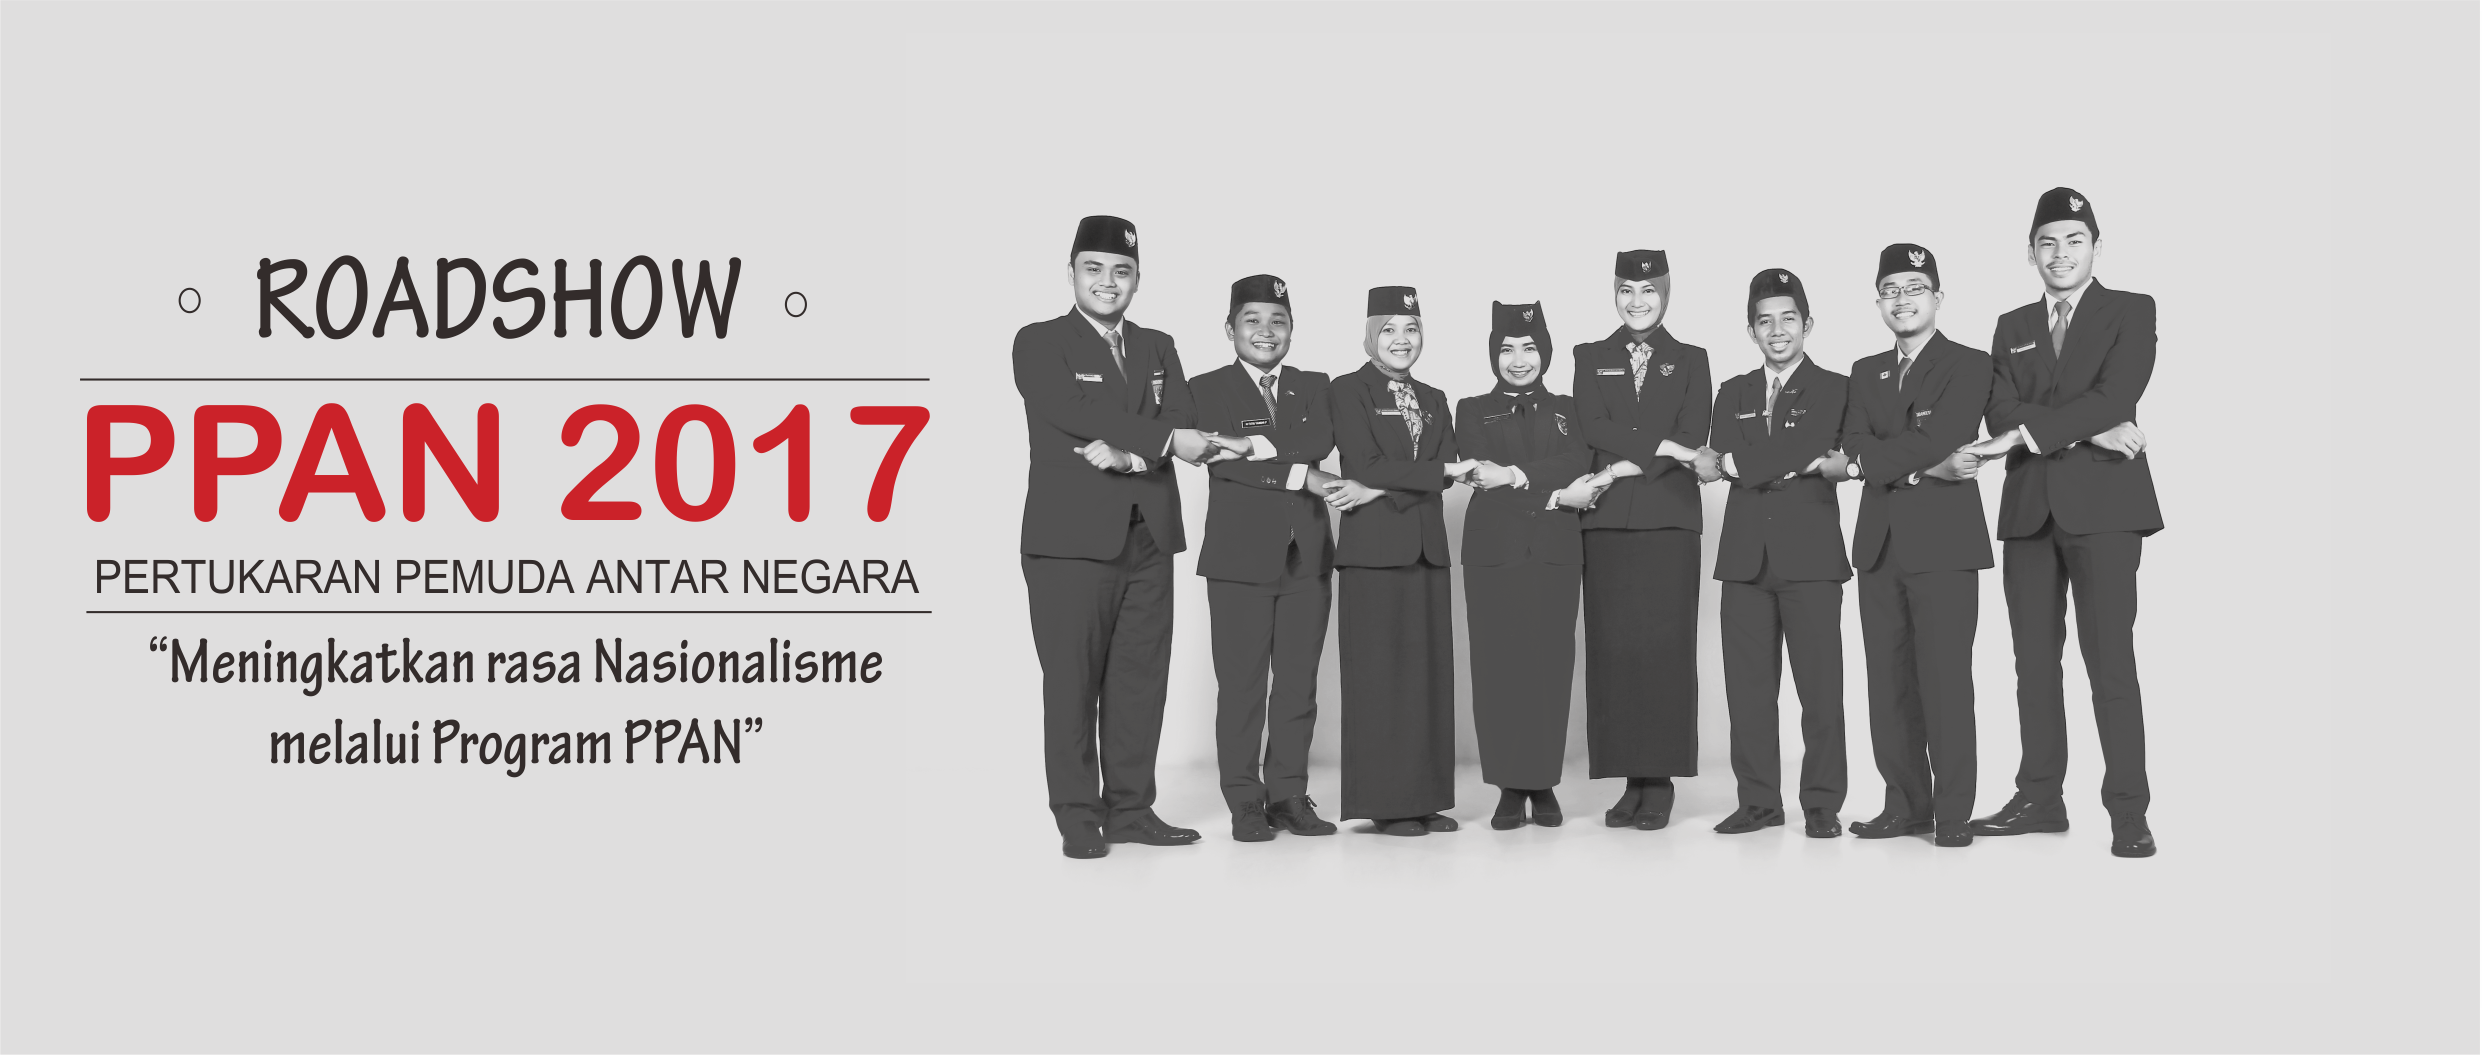 ROADSHOW
PPAN 2017
PERTUKARAN PEMUDA ANTAR NEGARA
“Meningkatkan rasa Nasionalisme
melalui Program PPAN”